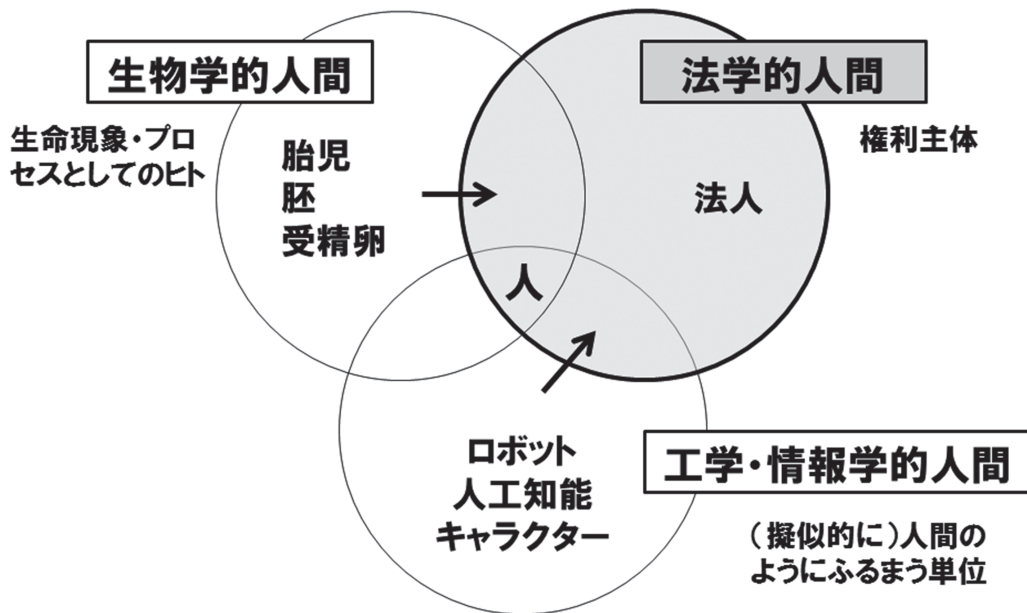 生物学的人間
生命現象・プロ
セスとしてのヒト
胎児
胚
受精卵
法学的人間
権利主体
法人
人
ロボット
人工知能
キャラクター
工学・情報学的人間
（擬似的に）人間の
ようにふるまう単位